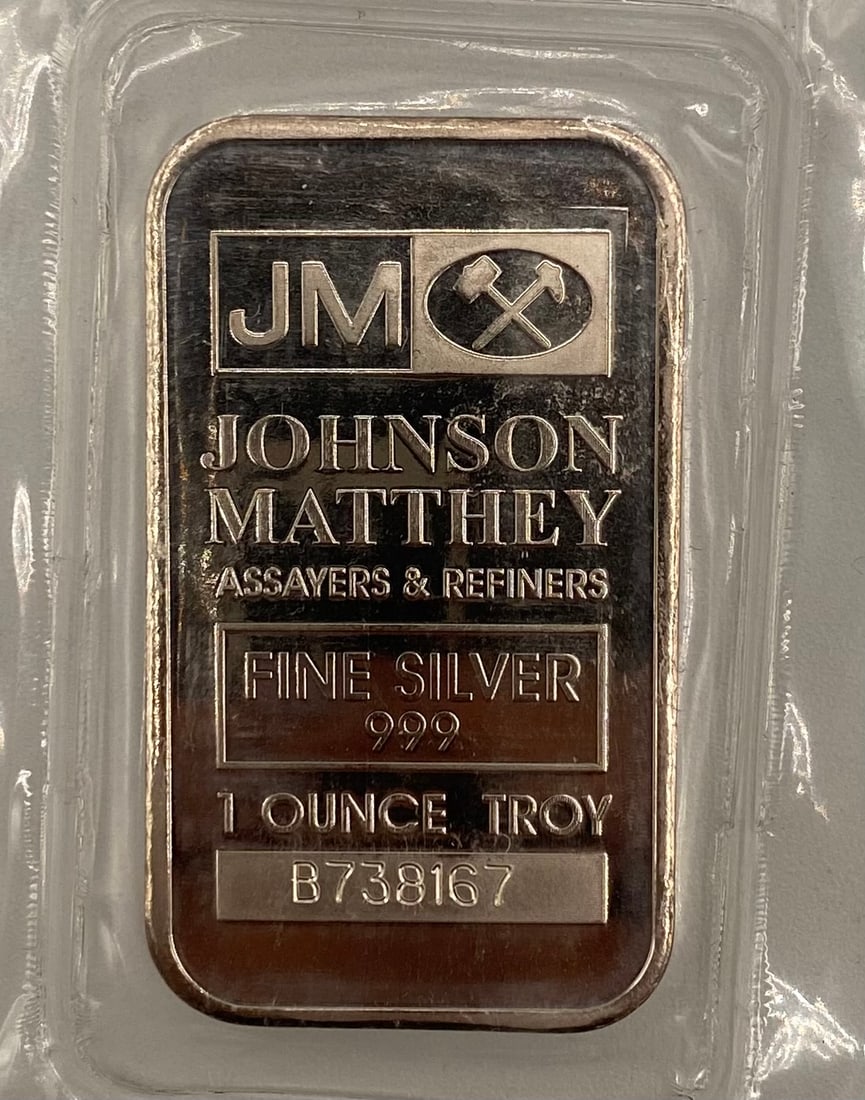 JM
JOHNSON
MATTHEY
ASSAYERS & REFINERS
FINE SILVER
999
1 OUNCE TROY
B738167